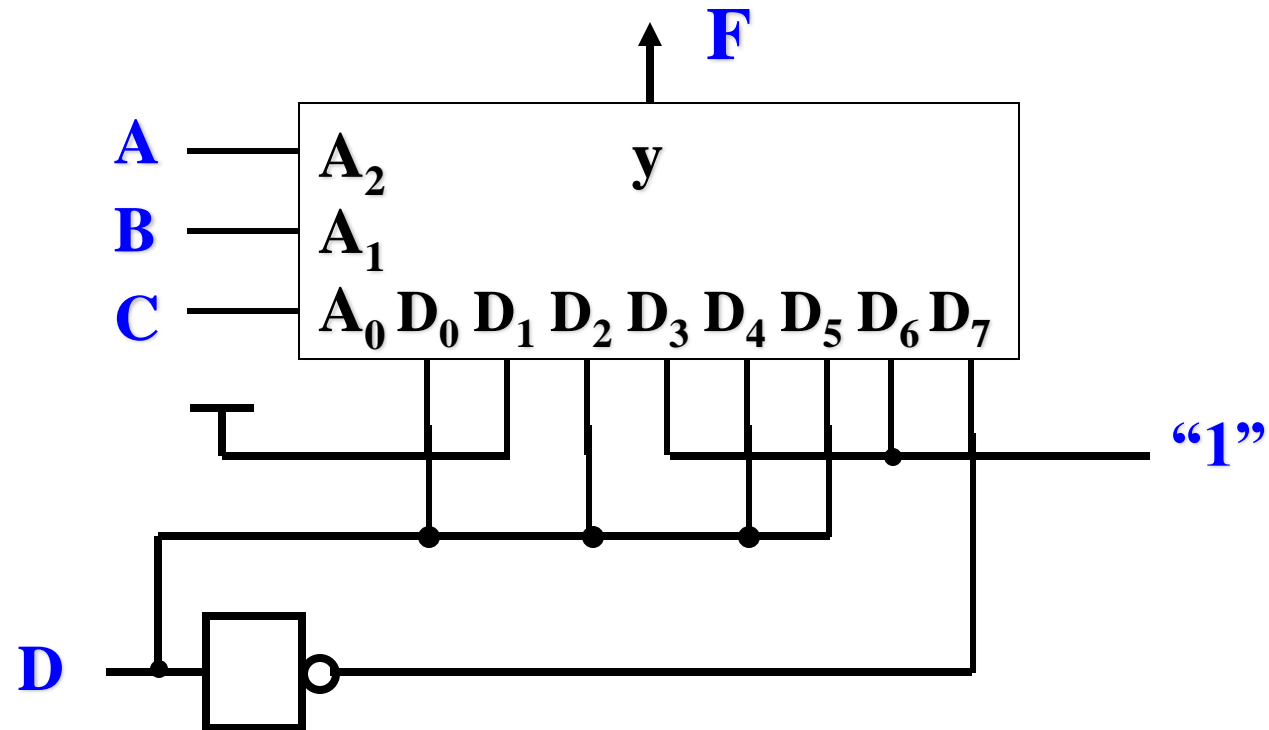 F
A A₂ y
B A₁
C A₀ D₀ D₁ D₂ D₃ D₄ D₅ D₆ D₇
“1”
D